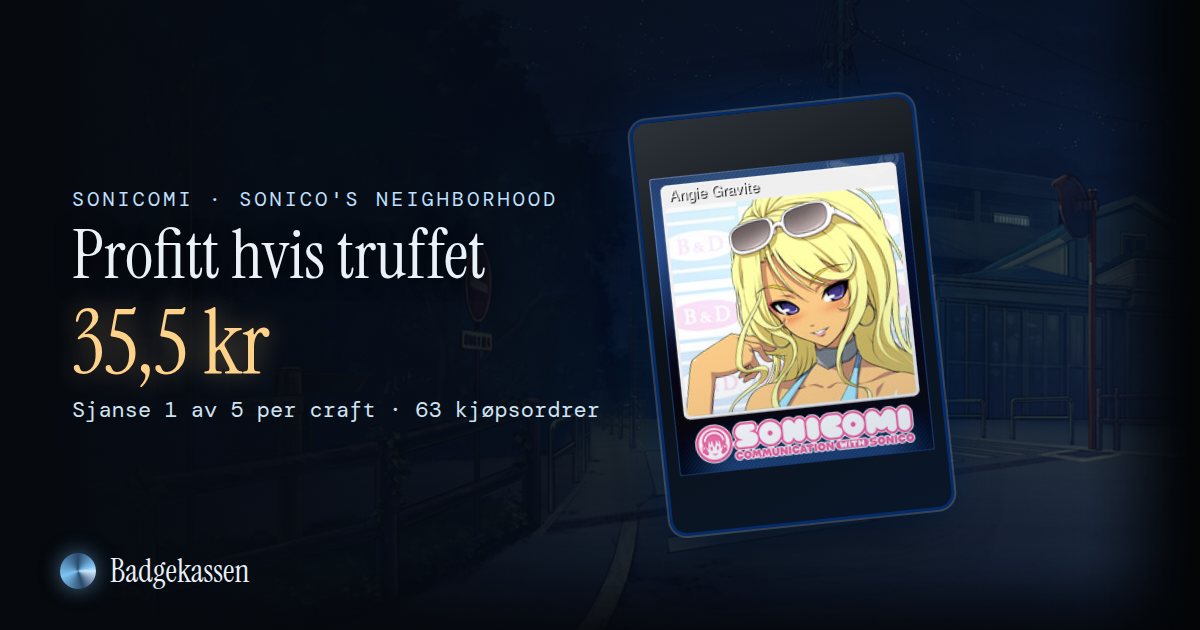 SONICOMI · SONICO'S NEIGHBORHOOD
Profitt hvis truffet
35,5 kr
Sjanse 1 av 5 per craft · 63 kjøpsordrer
Badgekassen
Angie Gravite
B & D
B & D
SONICOMI
COMMUNICATION WITH SONICO